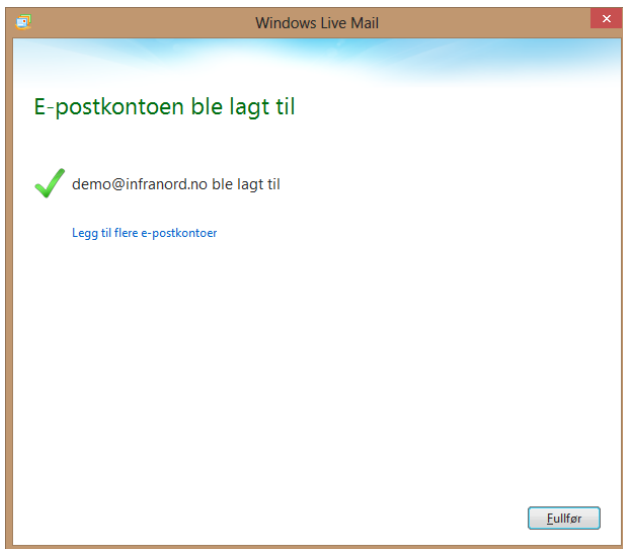 Windows Live Mail
E-postkontoen ble lagt til
demo@infranord.no ble lagt til
Legg til flere e-postkontoer
Fullfør